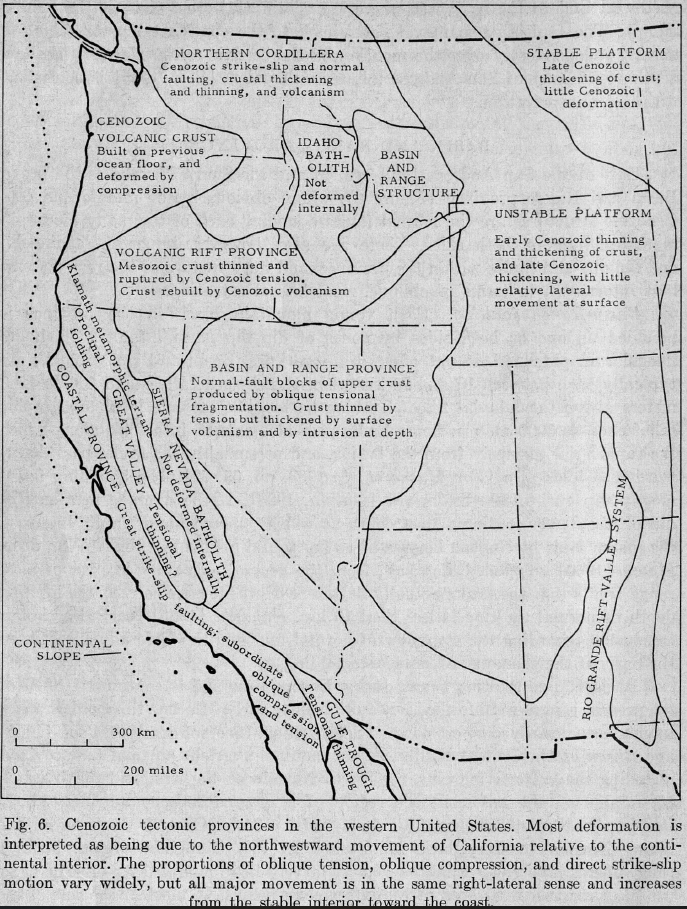 NORTHERN CORDILLERA
Cenozoic strike-slip and normal
faulting, crustal thickening
and thinning, and volcanism
STABLE PLATFORM
Late Cenozoic
thickening of crust;
little Cenozoic
deformation
CENOZOIC
VOLCANIC CRUST
Built on previous
ocean floor, and
deformed by
compression
IDAHO
BATH-
OLITH
Not
deformed
internally
BASIN
AND
RANGE
STRUCTURE
UNSTABLE PLATFORM
Early Cenozoic thinning
and thickening of crust,
and late Cenozoic
thickening, with little
relative lateral
movement at surface
VOLCANIC RIFT PROVINCE
Mesozoic crust thinned and
ruptured by Cenozoic tension.
Crust rebuilt by Cenozoic volcanism
Klamath metamorphic terrane
Oroclinal
folding
BASIN AND RANGE PROVINCE
Normal-fault blocks of upper crust
produced by oblique tensional
fragmentation. Crust thinned by
tension but thickened by surface
volcanism and by intrusion at depth
COASTAL PROVINCE
Great strike-slip
faulting; subordinate
oblique
compression
and tension
GREAT VALLEY
Tensional
thinning?
SIERRA NEVADA BATHOLITH
Not deformed internally
RIO GRANDE RIFT-VALLEY SYSTEM
CONTINENTAL
SLOPE
GULF TROUGH
Tensional thinning
0 300 km
0 200 miles
Fig. 6. Cenozoic tectonic provinces in the western United States. Most deformation is
interpreted as being due to the northwestward movement of California relative to the conti-
nental interior. The proportions of oblique tension, oblique compression, and direct strike-slip
motion vary widely, but all major movement is in the same right-lateral sense and increases
from the stable interior toward the coast.